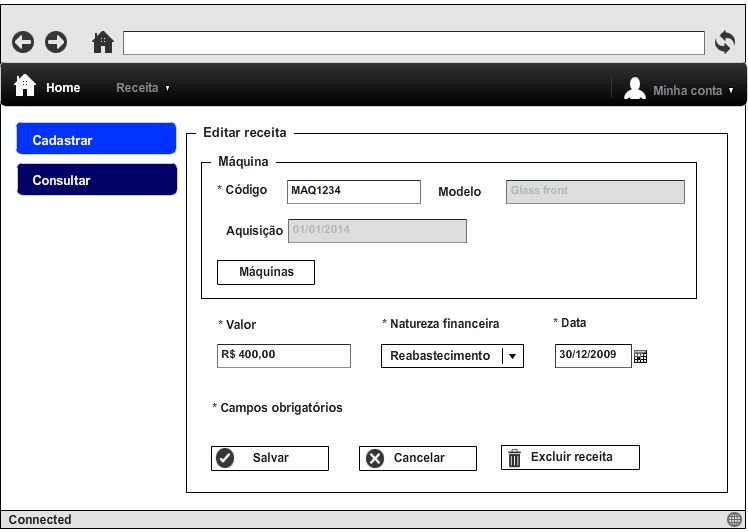 Home Receita Minha conta
Cadastrar
Consultar
Editar receita
Máquina
* Código MAQ1234 Modelo Glass front
Aquisição 01/01/2014
Máquinas
* Valor * Natureza financeira * Data
R$ 400,00 Reabastecimento 30/12/2009
* Campos obrigatórios
Salvar Cancelar Excluir receita
Connected